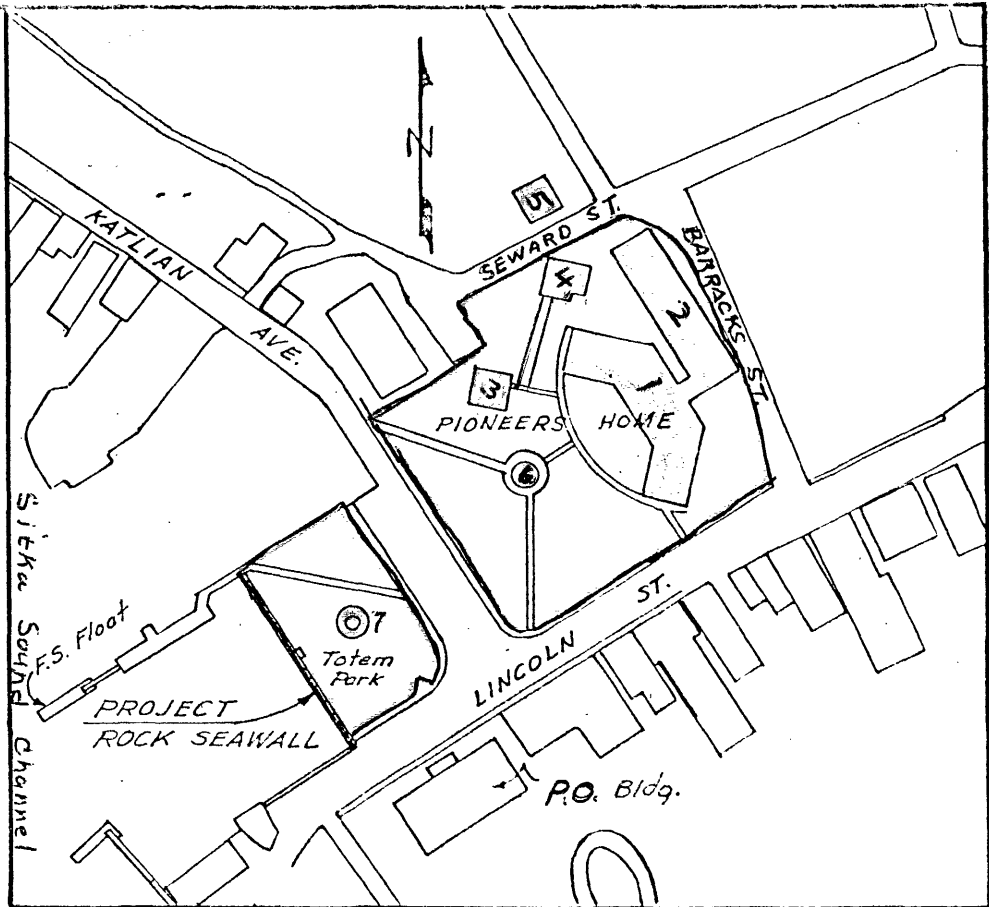 N
KATLIAN
AVE.
5
SEWARD ST.
BARRACKS ST.
4
2
3
1
PIONEERS HOME
6
Sitka Sound Channel
F.S. Float
7
Totem
Park
LINCOLN ST.
PROJECT
ROCK SEAWALL
P.O. Bldg.